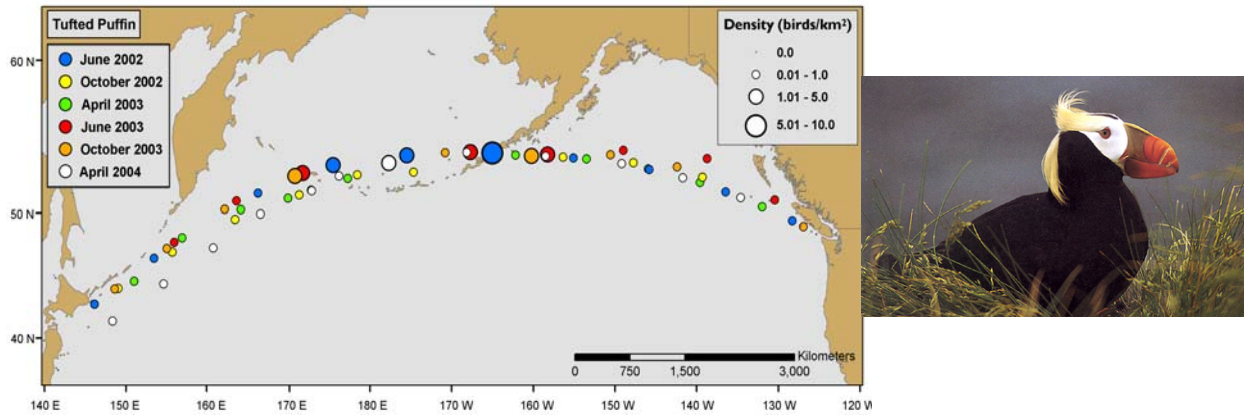 Tufted Puffin
June 2002
October 2002
April 2003
June 2003
October 2003
April 2004
Density (birds/km²)
0.0
0.01 - 1.0
1.01 - 5.0
5.01 - 10.0
60 N
50 N
40 N
Kilometers
0 750 1,500 3,000
140 E 150 E 160 E 170 E 180 E 170 W 160 W 150 W 140 W 130 W 120 W